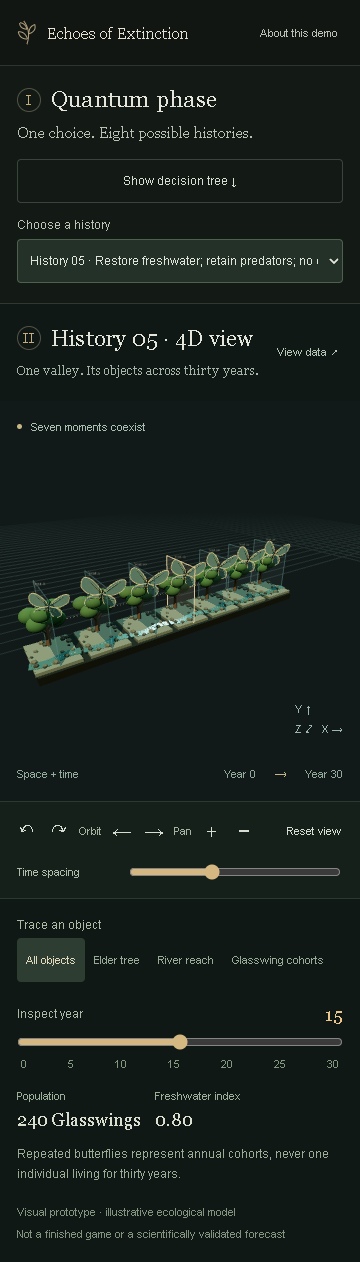 Echoes of Extinction
About this demo
I
Quantum phase
One choice. Eight possible histories.
Show decision tree ↓
Choose a history
History 05 · Restore freshwater; retain predators; no
II
History 05 · 4D view
View data ↗
One valley. Its objects across thirty years.
Seven moments coexist
Y ↑
Z ↗ X →
Space + time
Year 0 → Year 30
Orbit ← → Pan + − Reset view
Time spacing
Trace an object
All objects Elder tree River reach Glasswing cohorts
Inspect year 15
0 5 10 15 20 25 30
Population Freshwater index
240 Glasswings 0.80
Repeated butterflies represent annual cohorts, never one
individual living for thirty years.
Visual prototype · illustrative ecological model
Not a finished game or a scientifically validated forecast